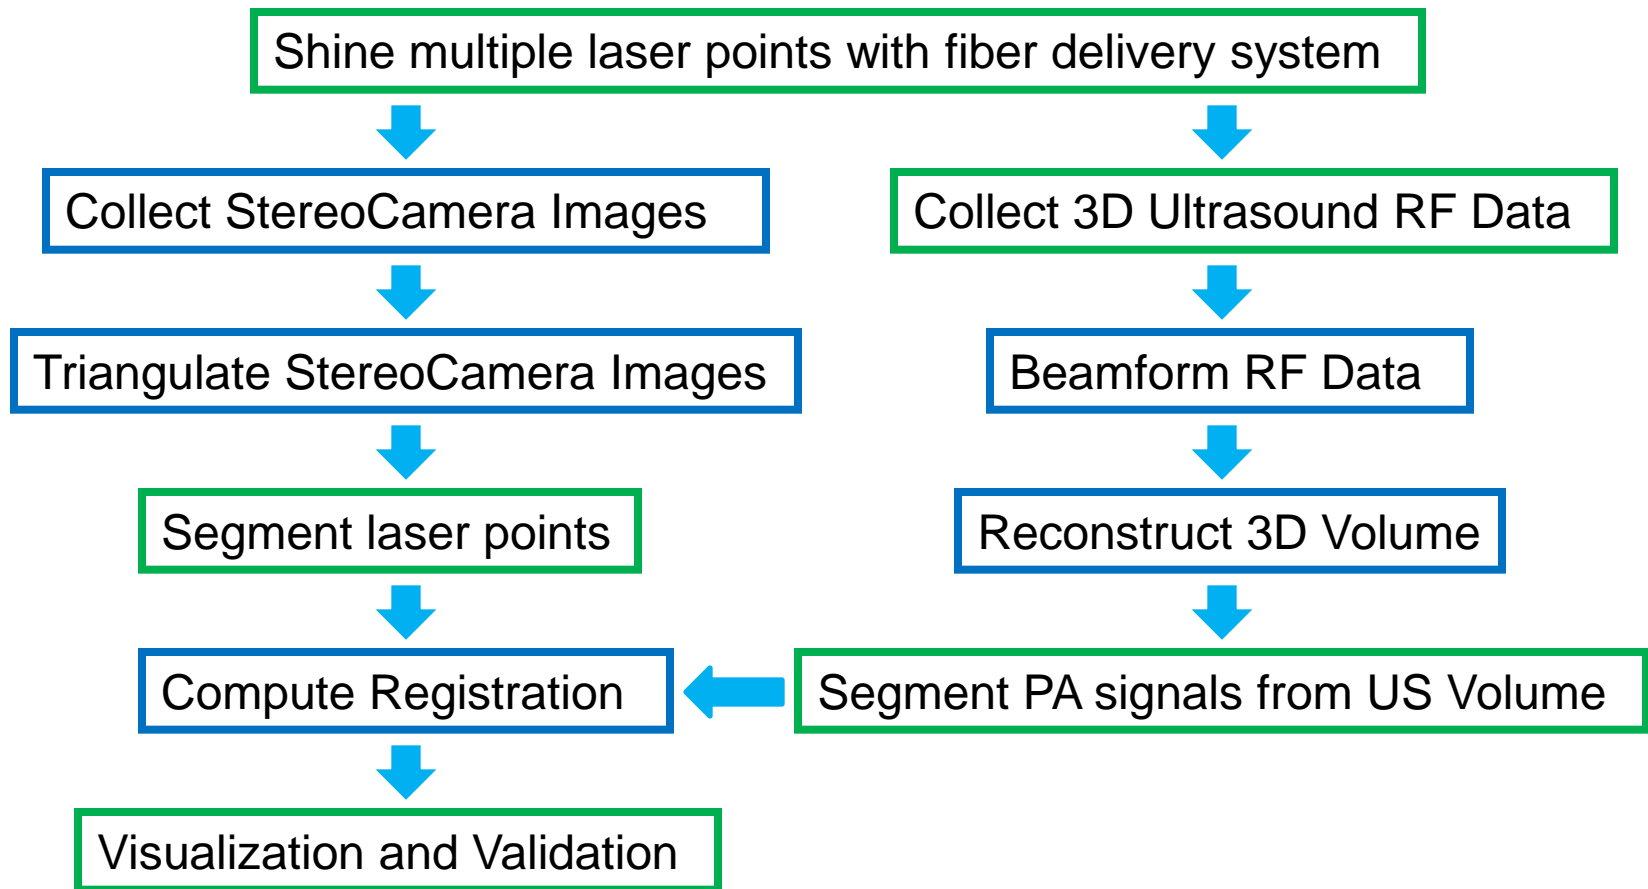 Shine multiple laser points with fiber delivery system
Collect StereoCamera Images
Collect 3D Ultrasound RF Data
Triangulate StereoCamera Images
Beamform RF Data
Segment laser points
Reconstruct 3D Volume
Compute Registration
Segment PA signals from US Volume
Visualization and Validation